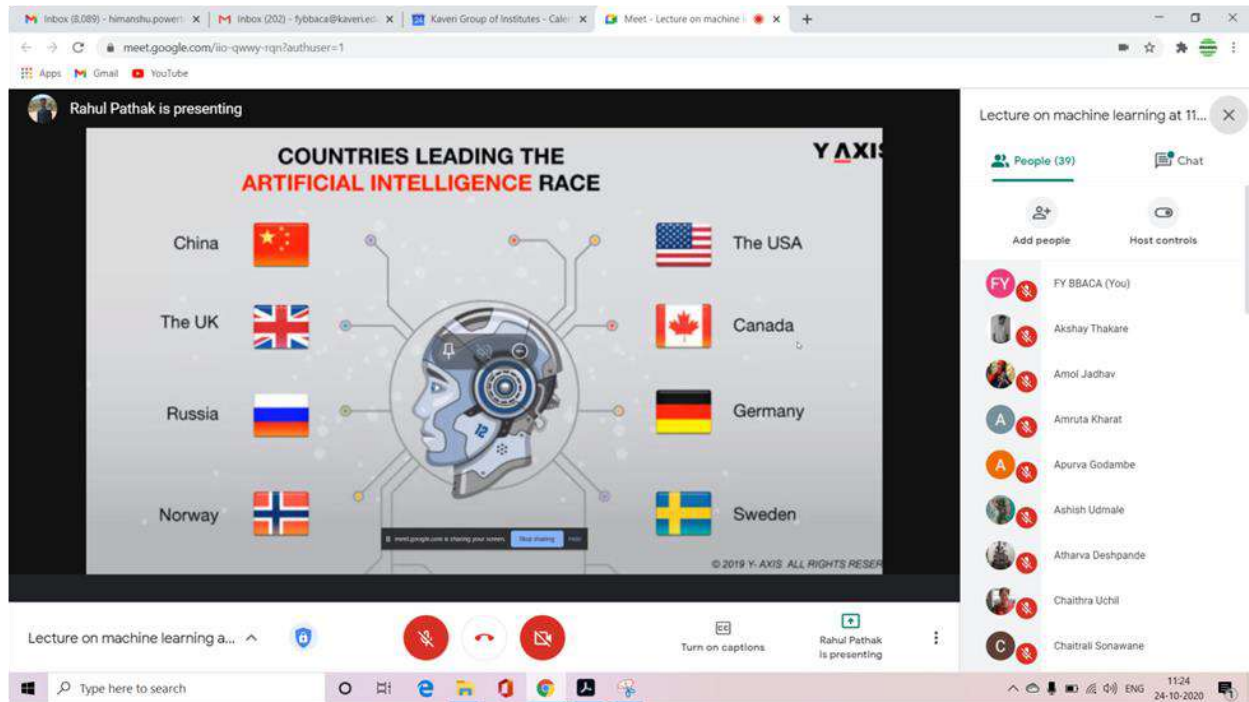 Inbox (8,089) - himanshu.powert
Inbox (202) - fybbaca@kaveri.ed
Kaveri Group of Institutes - Caler
Meet - Lecture on machine l
meet.google.com/iio-qwwy-rqn?authuser=1
Apps Gmail YouTube
Rahul Pathak is presenting
COUNTRIES LEADING THE
ARTIFICIAL INTELLIGENCE RACE
Y AXIS
China
The USA
The UK
Canada
Russia
Germany
12
Norway
Sweden
meet.google.com is sharing your screen. Stop sharing Hide
© 2019 Y- AXIS ALL RIGHTS RESER
Lecture on machine learning at 11...
People (39)
Chat
Add people
Host controls
FY FY BBACA (You)
Akshay Thakare
Amol Jadhav
A Amruta Kharat
A Apurva Godambe
Ashish Udmale
Atharva Deshpande
Chaithra Uchil
C Chaitrali Sonawane
Lecture on machine learning a...
CC
Turn on captions
Rahul Pathak
is presenting
Type here to search
ENG
11:24
24-10-2020
1